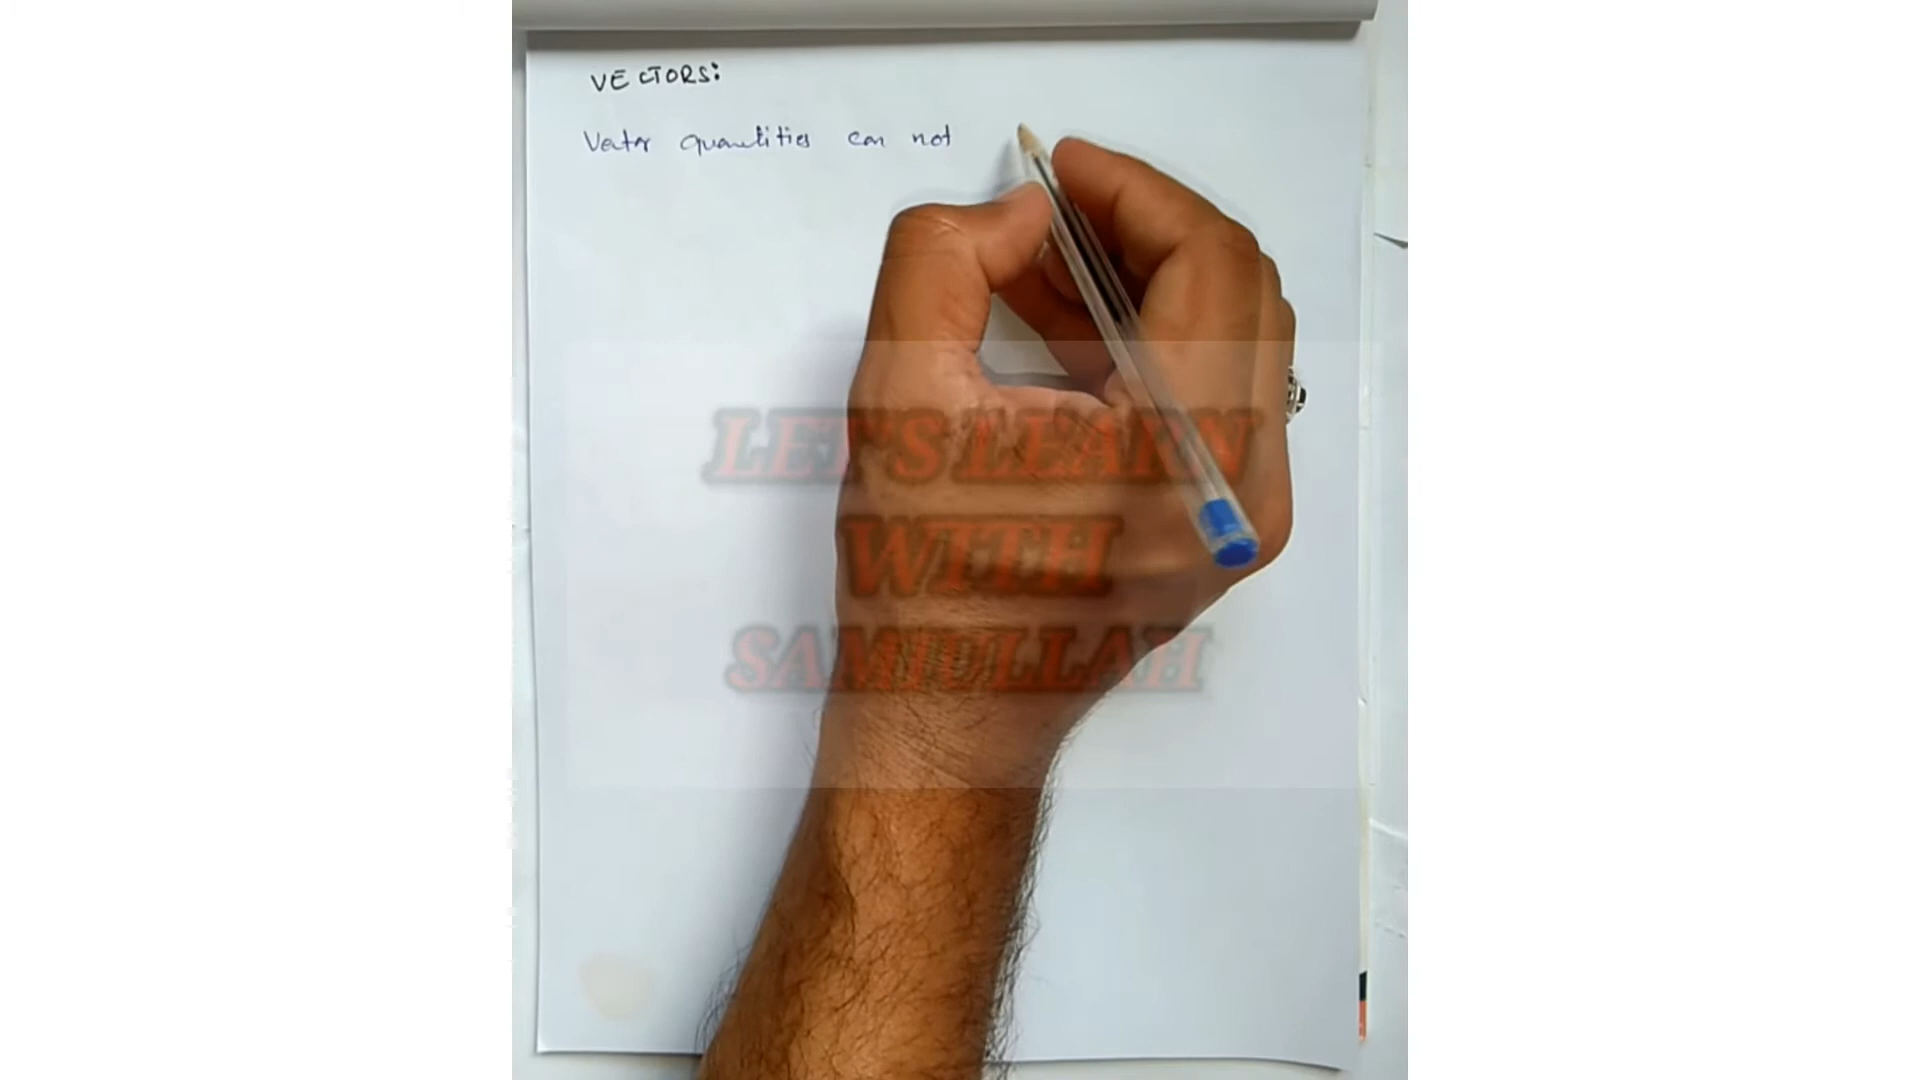 VECTORS:
Vector quantities can not
LET'S LEARN
WITH
SAMIULLAH